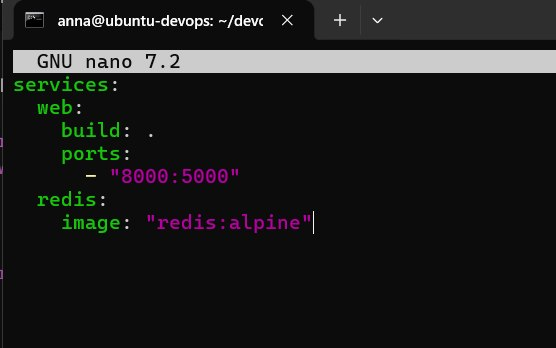 anna@ubuntu-devops: ~/devo
GNU nano 7.2
services:
  web:
    build: .
    ports:
      - "8000:5000"
  redis:
    image: "redis:alpine"